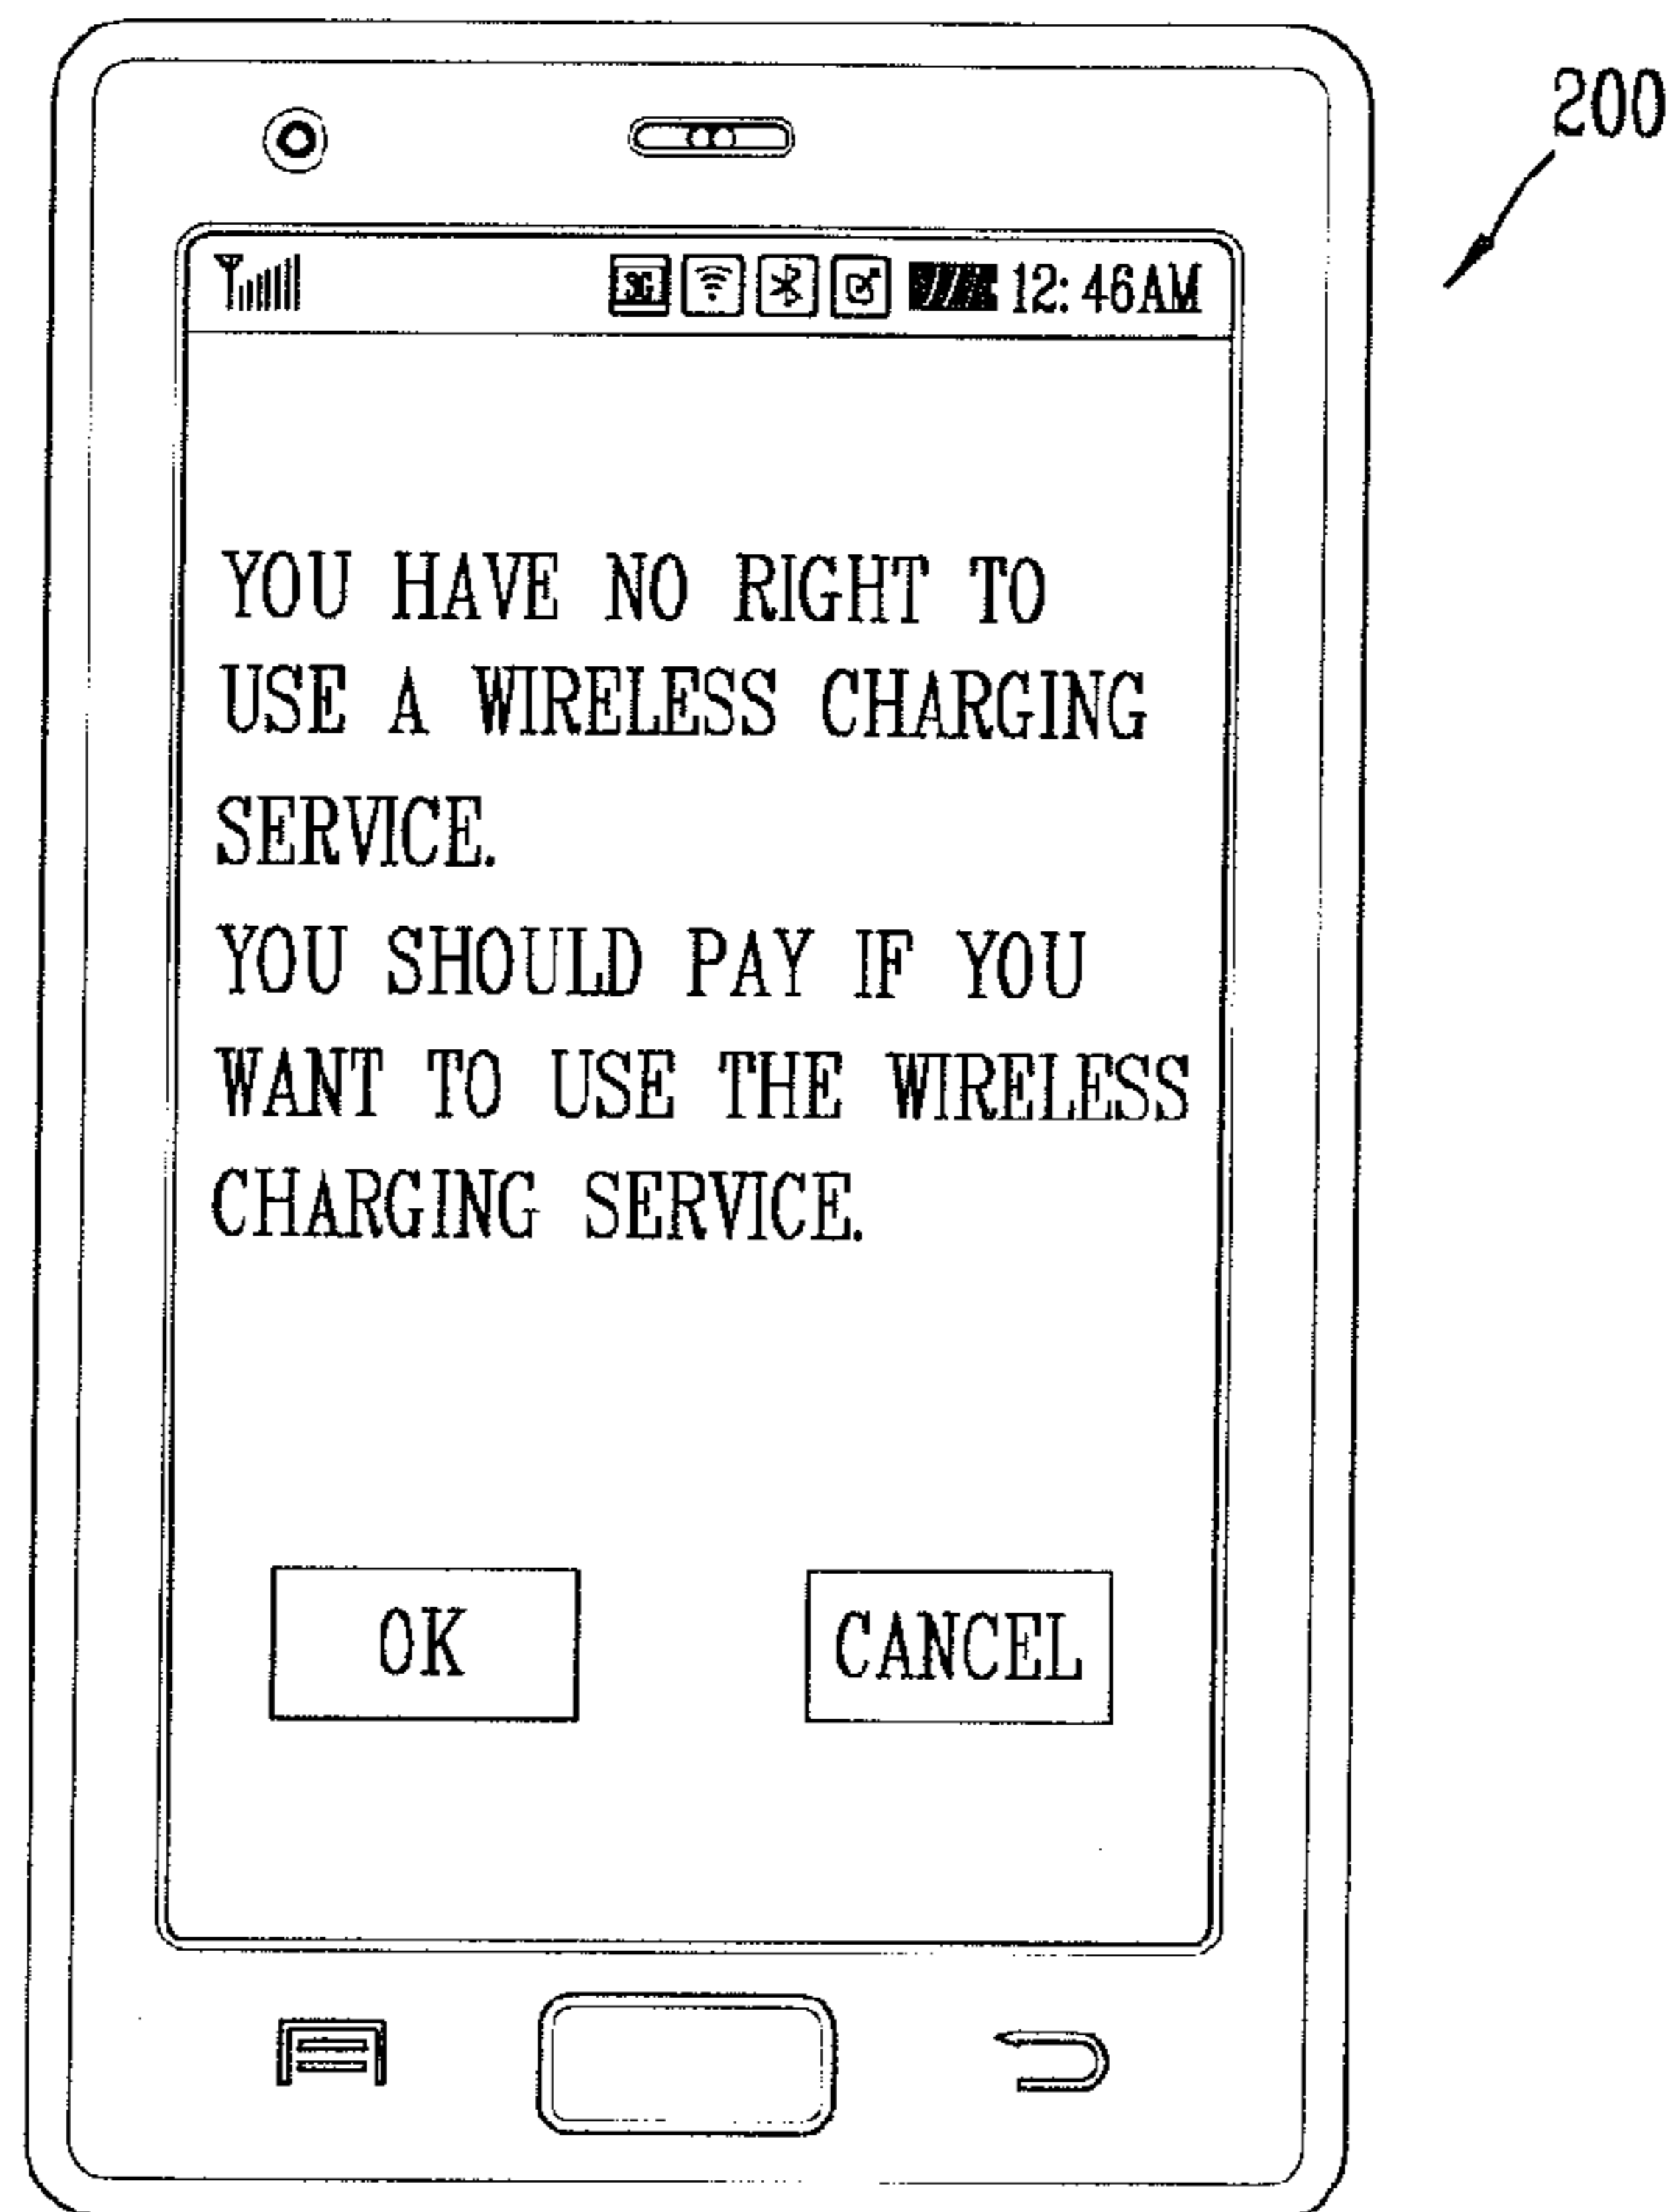 200
3G 12:46AM
YOU HAVE NO RIGHT TO
USE A WIRELESS CHARGING
SERVICE.
YOU SHOULD PAY IF YOU
WANT TO USE THE WIRELESS
CHARGING SERVICE.
OK CANCEL